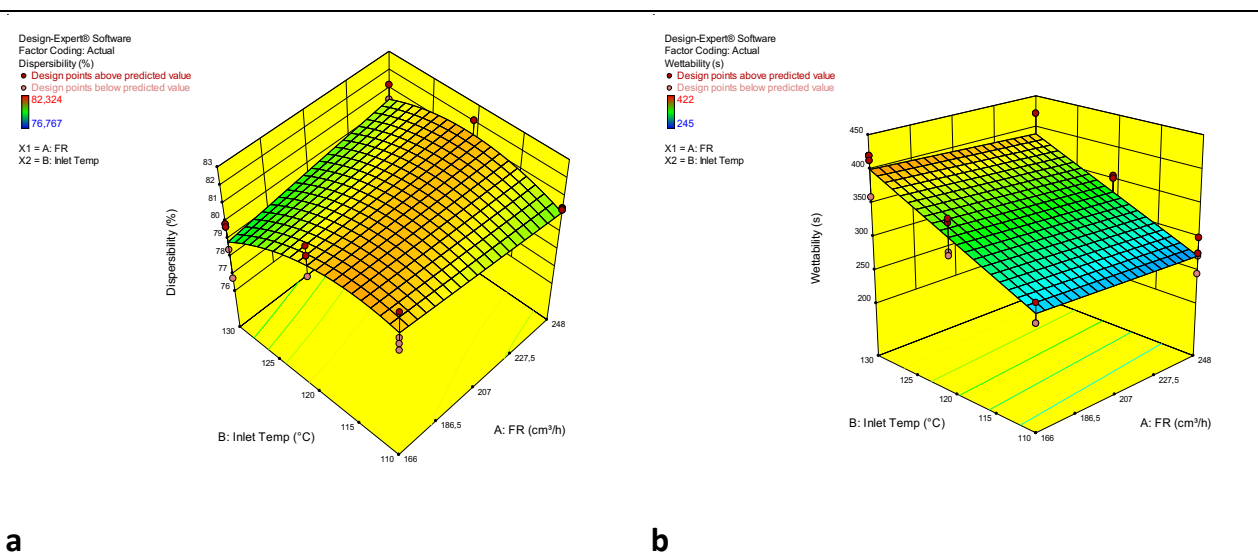 Design-Expert® Software
Factor Coding: Actual
Dispersibility (%)
Design points above predicted value
Design points below predicted value
82,324
76,767
X1 = A: FR
X2 = B: Inlet Temp
83
82
81
80
79
78
77
76
Dispersibility (%)
130
125
120
115
110
B: Inlet Temp (°C)
166
186,5
207
227,5
248
A: FR (cm³/h)
a
Design-Expert® Software
Factor Coding: Actual
Wettability (s)
Design points above predicted value
Design points below predicted value
422
245
X1 = A: FR
X2 = B: Inlet Temp
450
400
350
300
250
200
Wettability (s)
130
125
120
115
110
B: Inlet Temp (°C)
166
186,5
207
227,5
248
A: FR (cm³/h)
b